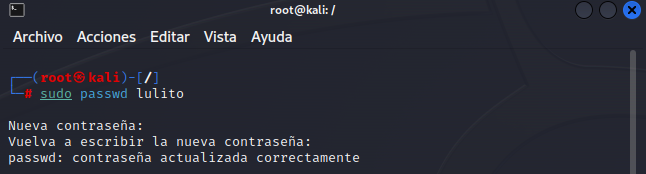 root@kali: /
Archivo Acciones Editar Vista Ayuda
┌──(root㉿kali)-[/]
└─# sudo passwd lulito
Nueva contraseña:
Vuelva a escribir la nueva contraseña:
passwd: contraseña actualizada correctamente